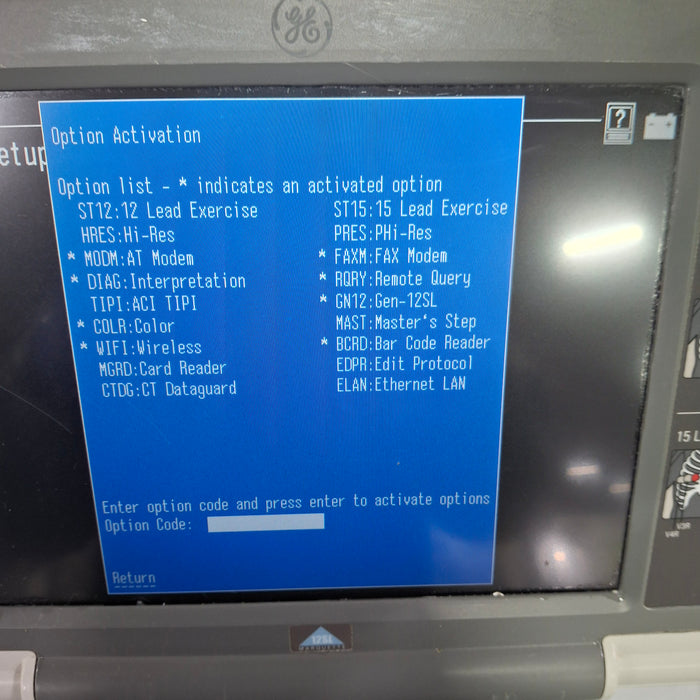 GE
etup
Option Activation
Option list - * indicates an activated option
ST12:12 Lead Exercise ST15:15 Lead Exercise
HRES:Hi-Res PRES:PHi-Res
* MODM:AT Modem * FAXM:FAX Modem
* DIAG:Interpretation * RQRY:Remote Query
TIPI:ACI TIPI * GN12:Gen-12SL
* COLR:Color MAST:Master's Step
* WIFI:Wireless * BCRD:Bar Code Reader
MGRD:Card Reader EDPR:Edit Protocol
CTDG:CT Dataguard ELAN:Ethernet LAN
Enter option code and press enter to activate options
Option Code:
Return
?
- +
15 L
V3R
V4R
12SL
MARQUETTE